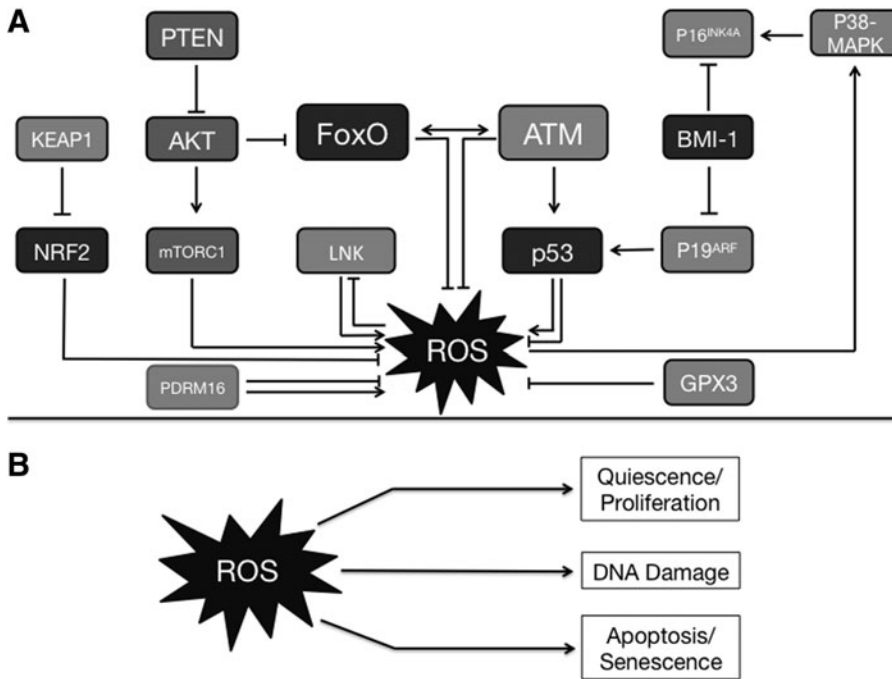 A
PTEN
P16INK4A
P38-
MAPK
KEAP1
AKT
FoxO
ATM
BMI-1
NRF2
mTORC1
LNK
p53
P19ARF
ROS
PDRM16
GPX3
B
Quiescence/
Proliferation
ROS
DNA Damage
Apoptosis/
Senescence